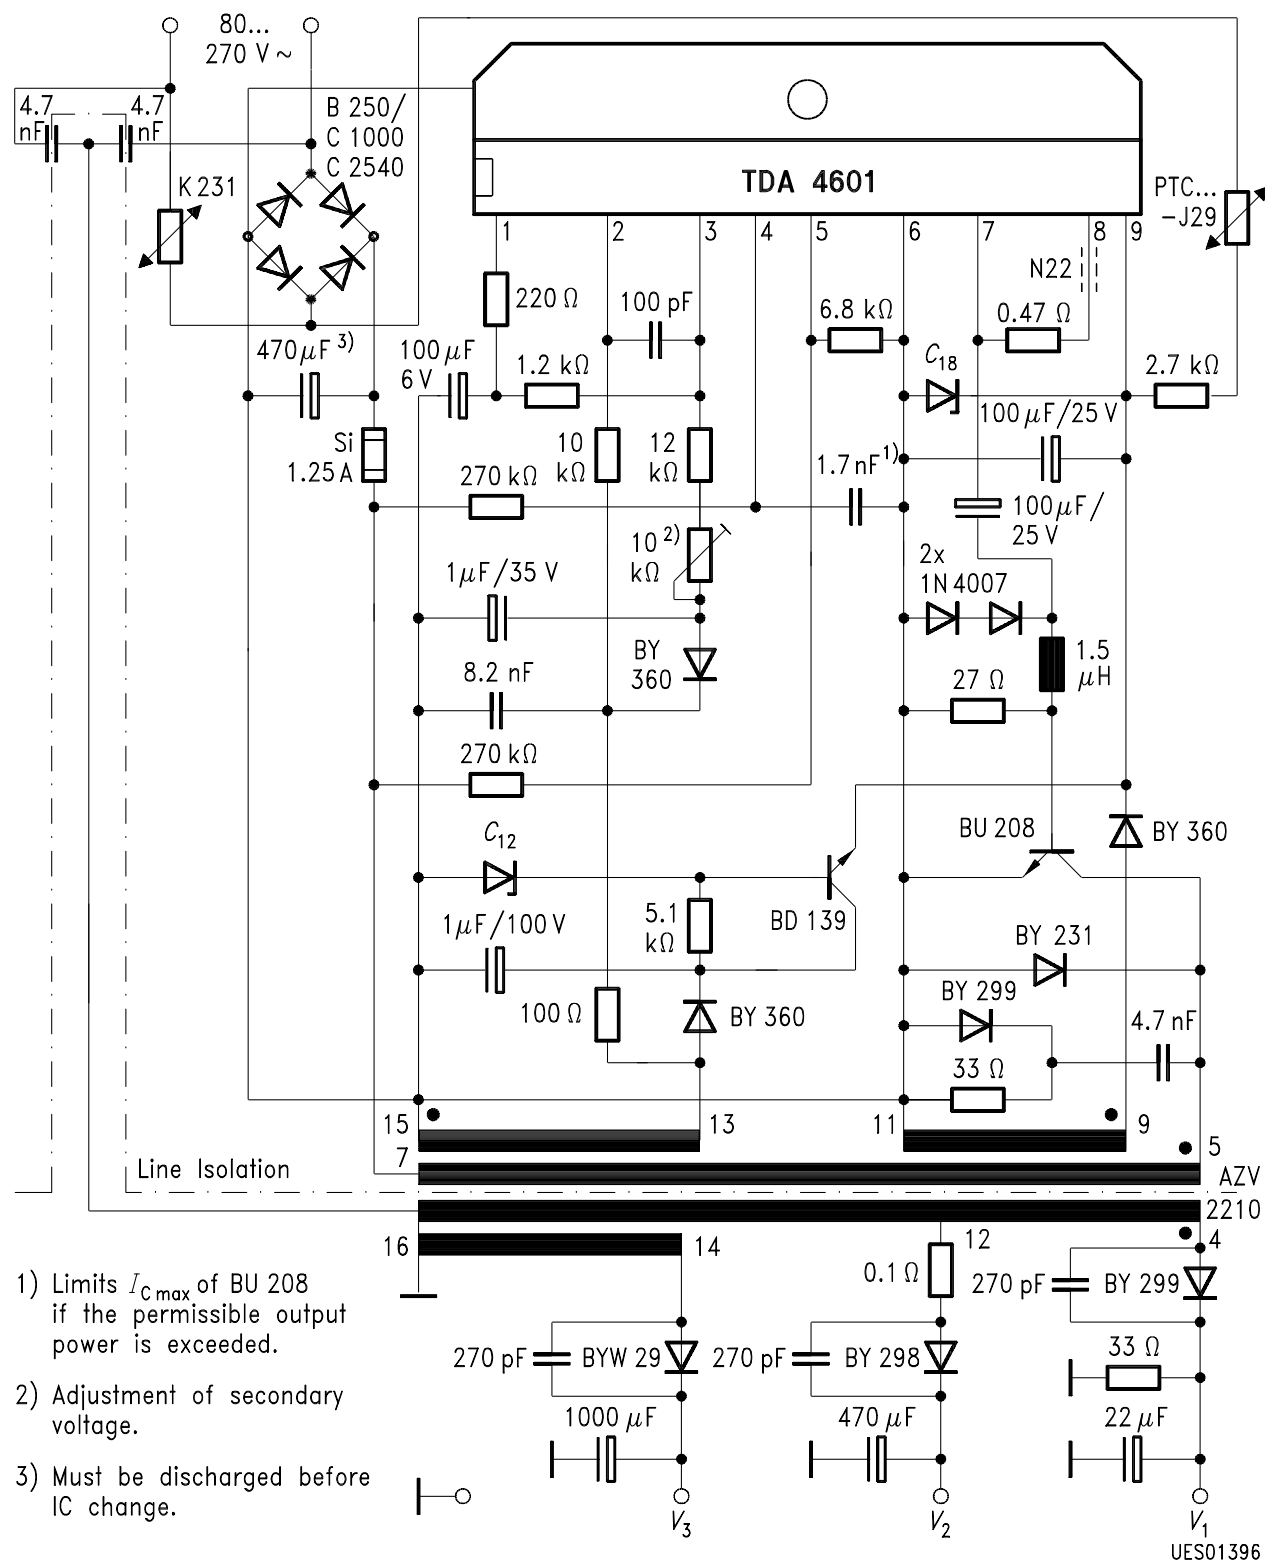 80...
270 V ~
4.7
nF
4.7
nF
B 250/
C 1000
C 2540
K 231
TDA 4601
PTC...
-J29
1
2
3
4
5
6
7
8
9
N22
220 Ω
100 pF
6.8 kΩ
0.47 Ω
470 µF 3)
100 µF
6 V
1.2 kΩ
C18
2.7 kΩ
100 µF/25 V
Si
1.25 A
10
kΩ
12
kΩ
1.7 nF 1)
270 kΩ
100 µF/
25 V
10 2)
kΩ
2x
1N 4007
1 µF/35 V
BY
360
1.5
µH
8.2 nF
27 Ω
270 kΩ
C12
BU 208
BY 360
5.1
kΩ
BD 139
1 µF/100 V
BY 231
BY 299
100 Ω
BY 360
4.7 nF
33 Ω
15
13
11
9
7
5
Line Isolation
AZV
2210
16
14
12
4
0.1 Ω
270 pF
BY 299
1) Limits IC max of BU 208
if the permissible output
power is exceeded.
270 pF
BYW 29
270 pF
BY 298
33 Ω
2) Adjustment of secondary
voltage.
1000 µF
470 µF
22 µF
3) Must be discharged before
IC change.
V3
V2
V1
UES01396